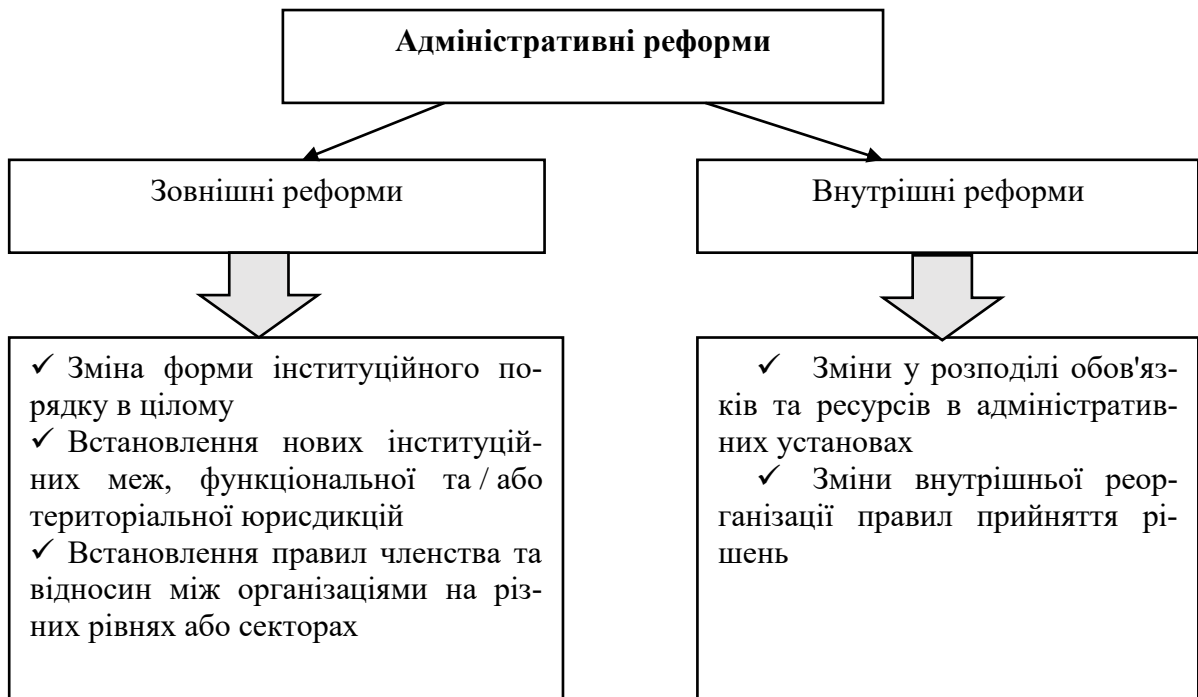 Адміністративні реформи
Зовнішні реформи
Внутрішні реформи
✓ Зміна форми інституційного по-
рядку в цілому
✓ Встановлення нових інституцій-
них меж, функціональної та / або
територіальної юрисдикцій
✓ Встановлення правил членства та
відносин між організаціями на різ-
них рівнях або секторах
✓ Зміни у розподілі обов'яз-
ків та ресурсів в адміністратив-
них установах
✓ Зміни внутрішньої реор-
ганізації правил прийняття рі-
шень